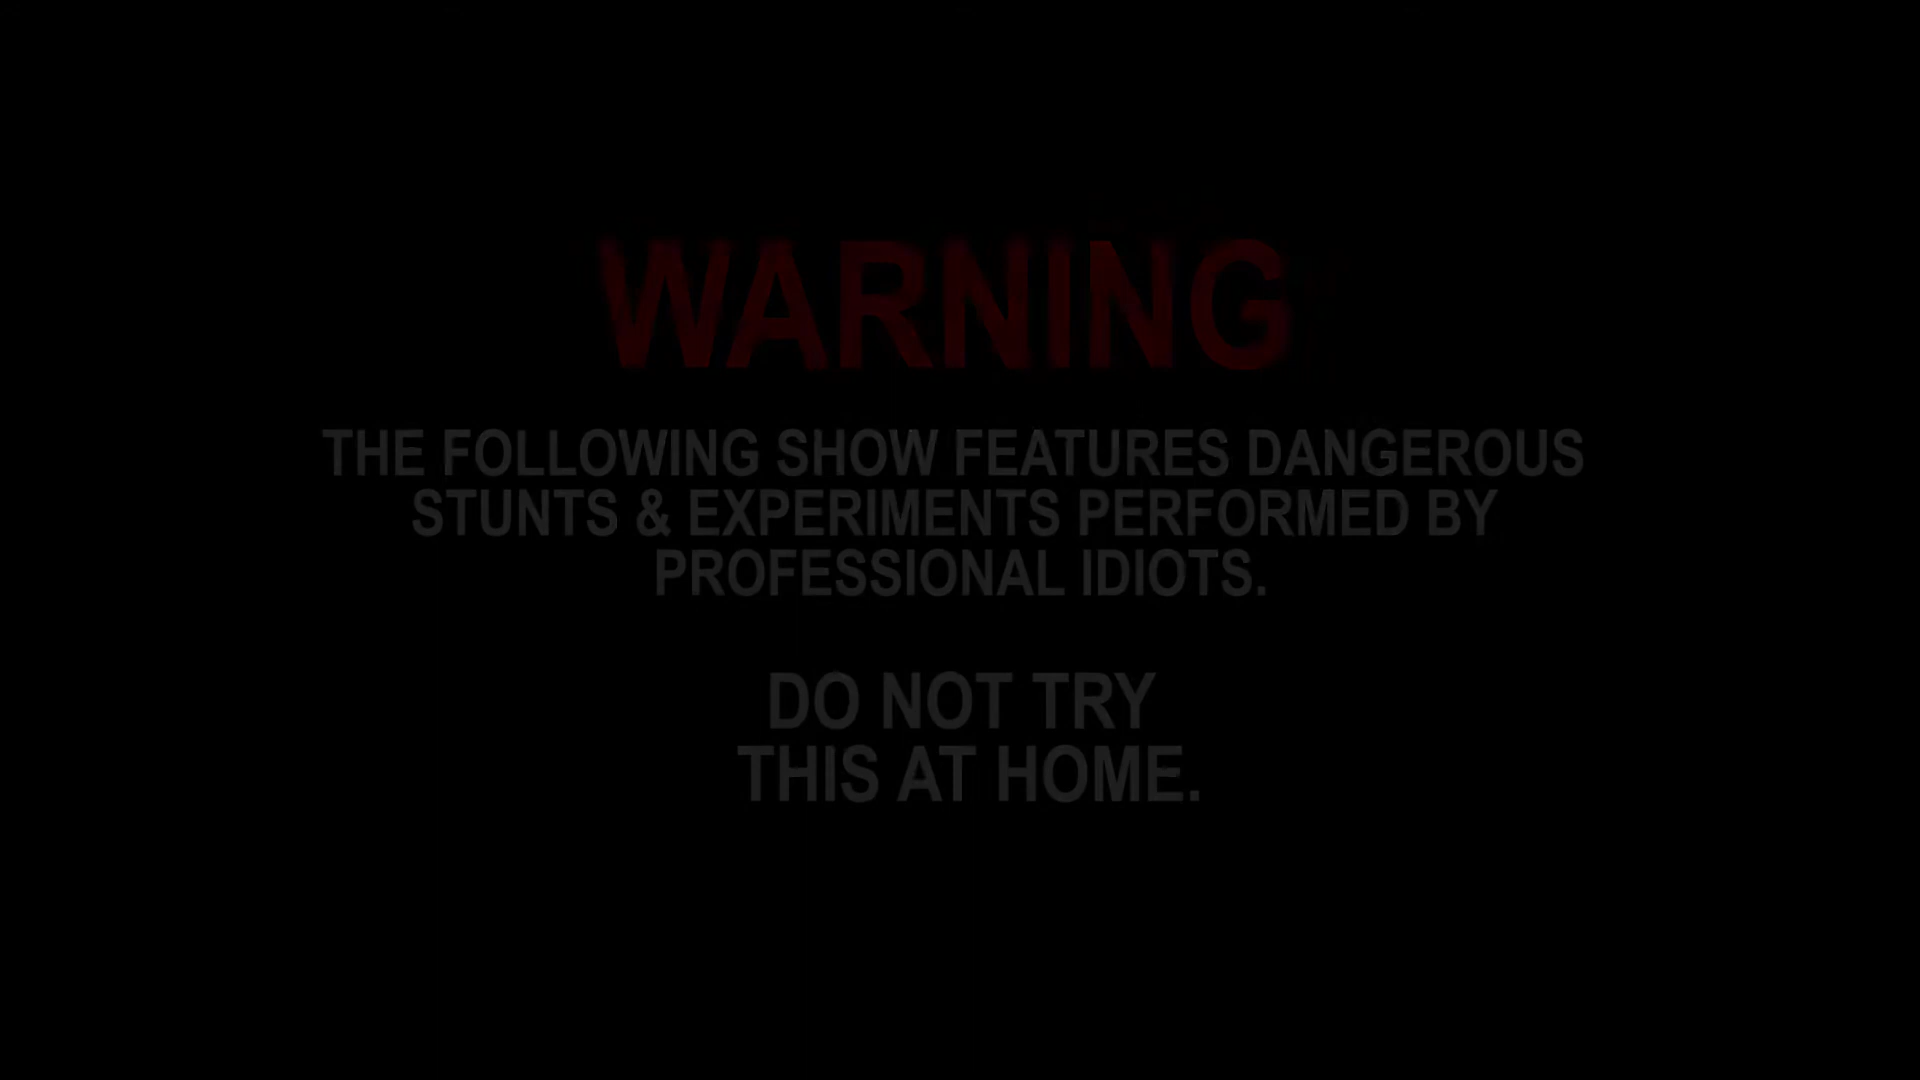 WARNING
THE FOLLOWING SHOW FEATURES DANGEROUS
STUNTS & EXPERIMENTS PERFORMED BY
PROFESSIONAL IDIOTS.
DO NOT TRY
THIS AT HOME.